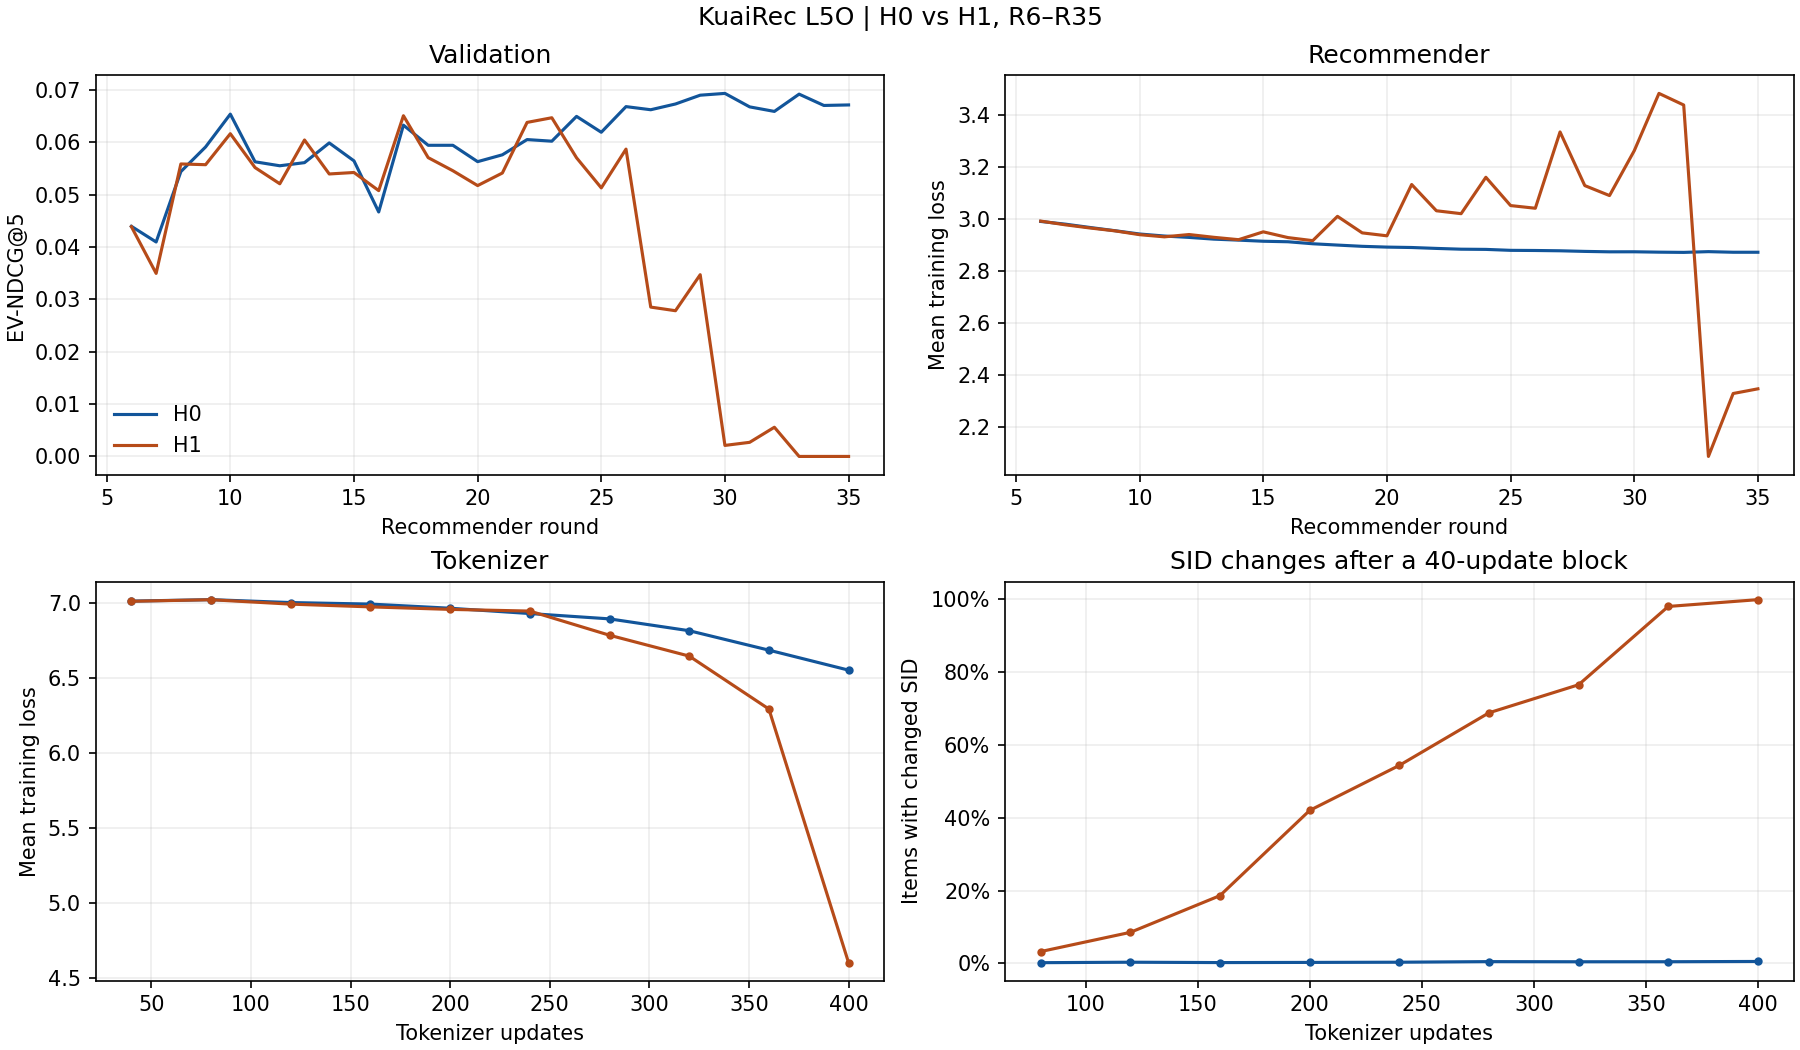 KuaiRec L5O | H0 vs H1, R6–R35
Validation
EV-NDCG@5
0.07
0.06
0.05
0.04
0.03
0.02
0.01
0.00
H0
H1
5 10 15 20 25 30 35
Recommender round
Recommender
Mean training loss
3.4
3.2
3.0
2.8
2.6
2.4
2.2
5 10 15 20 25 30 35
Recommender round
Tokenizer
Mean training loss
7.0
6.5
6.0
5.5
5.0
4.5
50 100 150 200 250 300 350 400
Tokenizer updates
SID changes after a 40-update block
Items with changed SID
100%
80%
60%
40%
20%
0%
100 150 200 250 300 350 400
Tokenizer updates